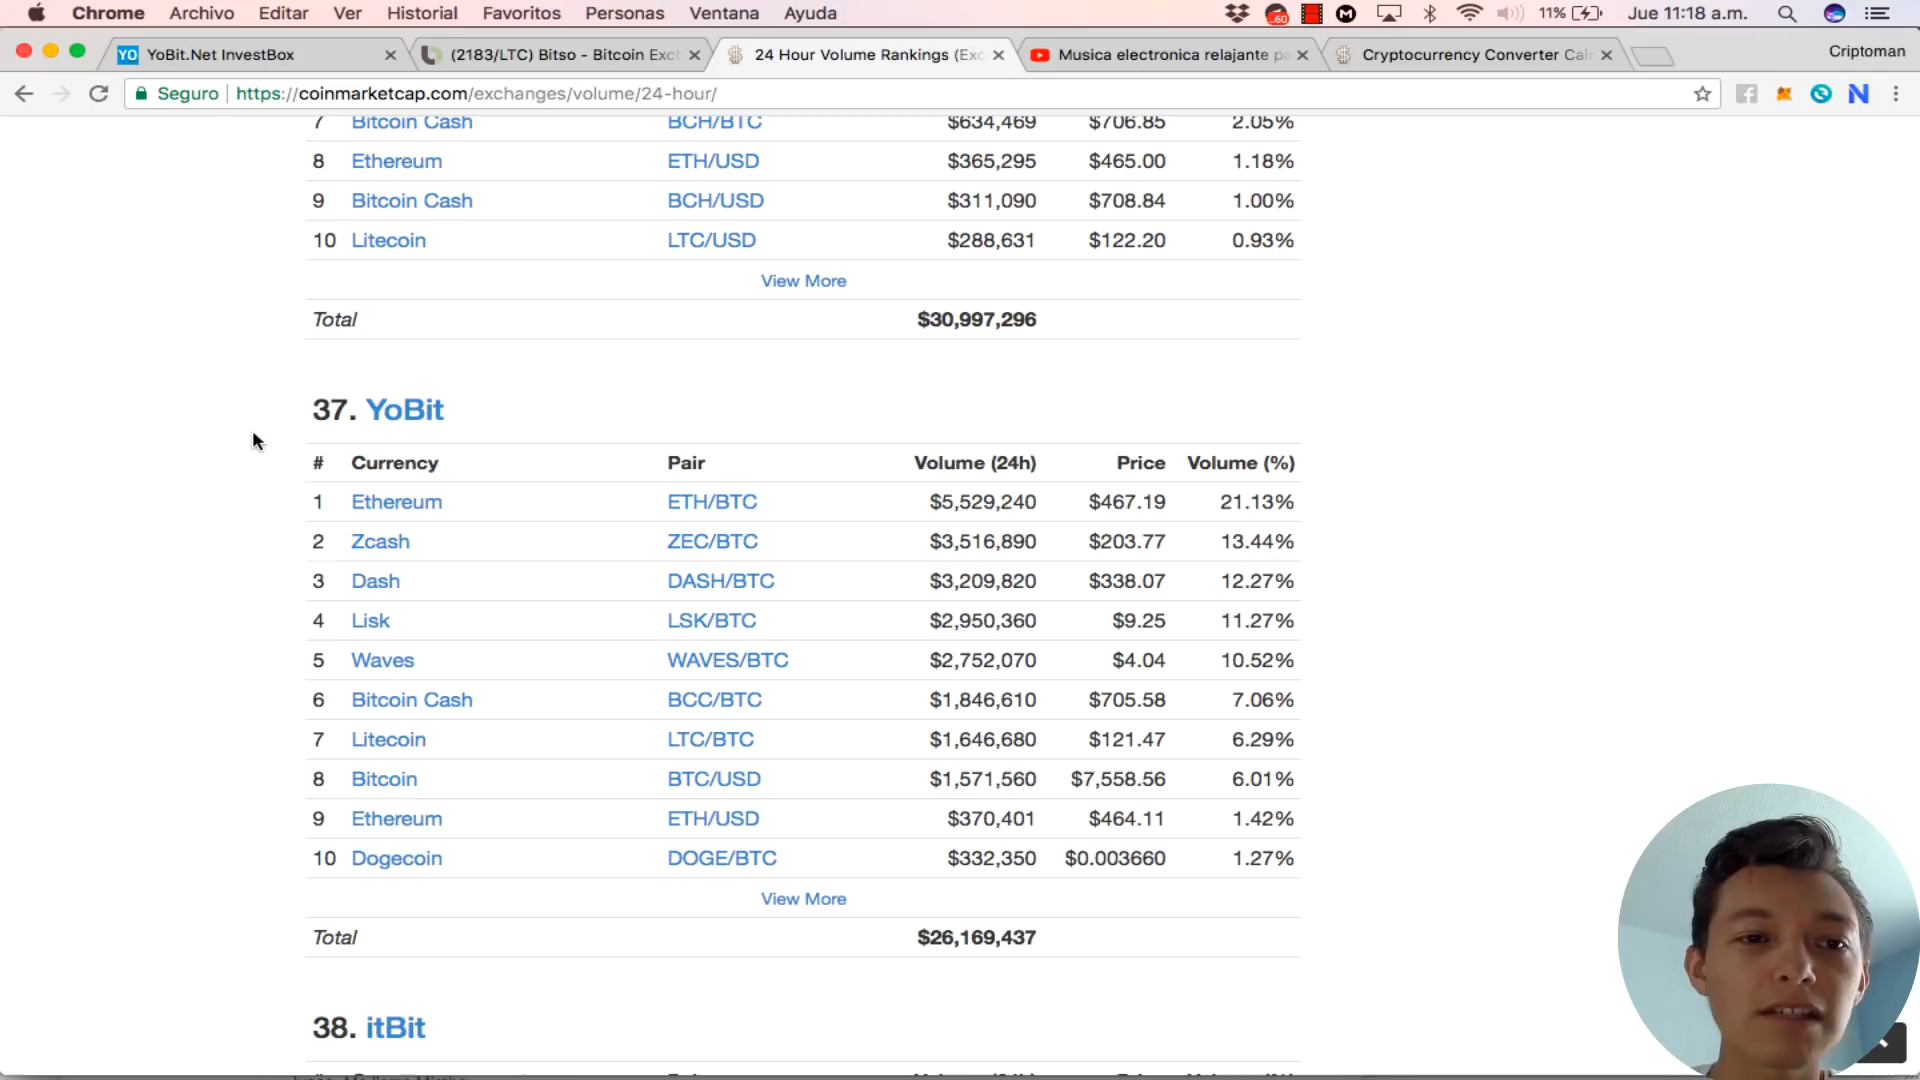 Chrome Archivo Editar Ver Historial Favoritos Personas Ventana Ayuda 60 11% Jue 11:18 a.m.
YO YoBit.Net InvestBox (2183/LTC) Bitso - Bitcoin Exch 24 Hour Volume Rankings (Exc Musica electronica relajante pa Cryptocurrency Converter Calc Criptoman
Seguro https://coinmarketcap.com/exchanges/volume/24-hour/
7 Bitcoin Cash BCH/BTC $634,469 $706.85 2.05%
8 Ethereum ETH/USD $365,295 $465.00 1.18%
9 Bitcoin Cash BCH/USD $311,090 $708.84 1.00%
10 Litecoin LTC/USD $288,631 $122.20 0.93%
View More
Total $30,997,296
37. YoBit
# Currency Pair Volume (24h) Price Volume (%)
1 Ethereum ETH/BTC $5,529,240 $467.19 21.13%
2 Zcash ZEC/BTC $3,516,890 $203.77 13.44%
3 Dash DASH/BTC $3,209,820 $338.07 12.27%
4 Lisk LSK/BTC $2,950,360 $9.25 11.27%
5 Waves WAVES/BTC $2,752,070 $4.04 10.52%
6 Bitcoin Cash BCC/BTC $1,846,610 $705.58 7.06%
7 Litecoin LTC/BTC $1,646,680 $121.47 6.29%
8 Bitcoin BTC/USD $1,571,560 $7,558.56 6.01%
9 Ethereum ETH/USD $370,401 $464.11 1.42%
10 Dogecoin DOGE/BTC $332,350 $0.003660 1.27%
View More
Total $26,169,437
38. itBit